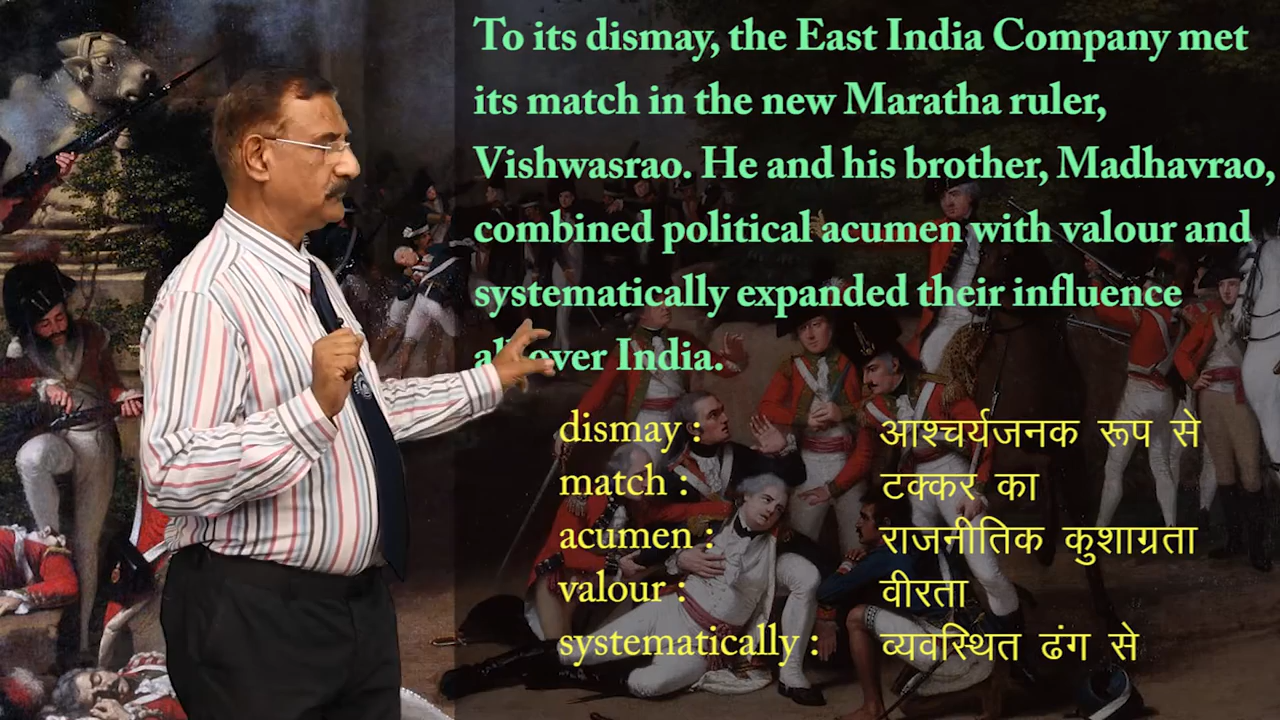 To its dismay, the East India Company met
its match in the new Maratha ruler,
Vishwasrao. He and his brother, Madhavrao,
combined political acumen with valour and
systematically expanded their influence
all over India.
dismay : आश्चर्यजनक रूप से
match : टक्कर का
acumen : राजनीतिक कुशाग्रता
valour : वीरता
systematically : व्यवस्थित ढंग से